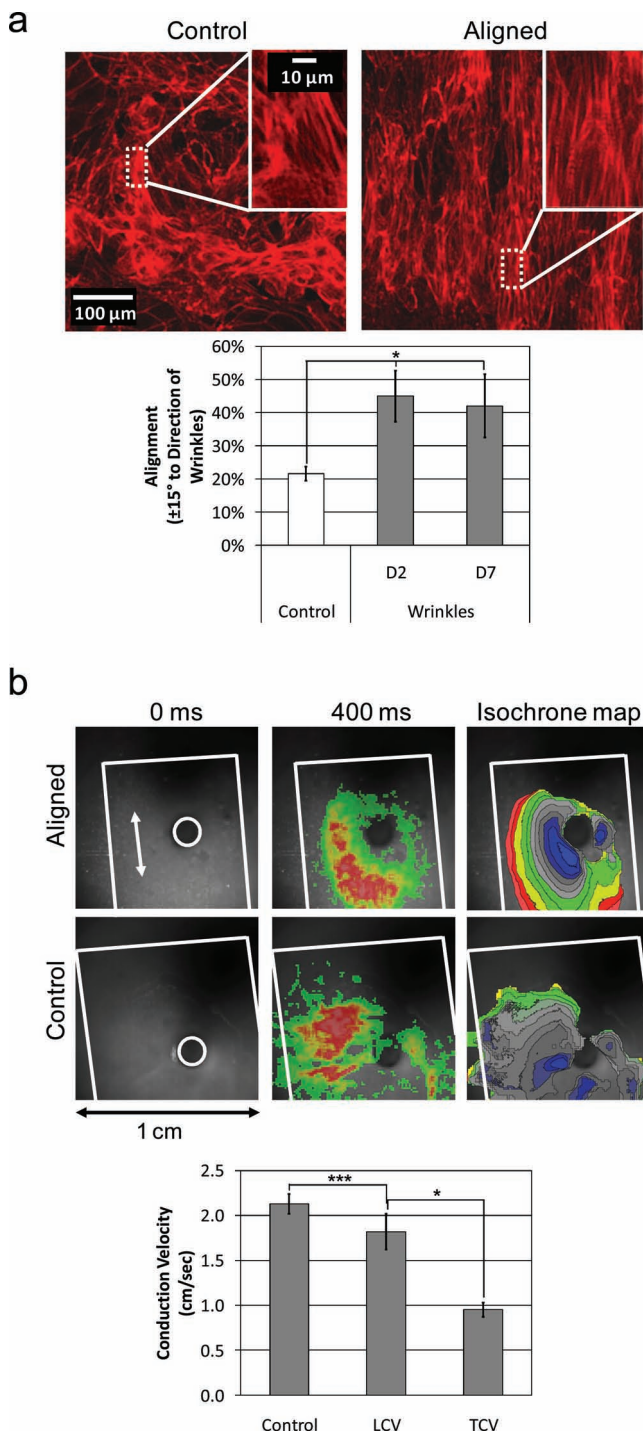 a
Control Aligned
10 µm
100 µm
Alignment
(±15° to Direction of
Wrinkles)
60%
50%
40%
30%
20%
10%
0%
*
D2 D7
Control Wrinkles
b
0 ms 400 ms Isochrone map
Aligned
Control
1 cm
Conduction Velocity
(cm/sec)
2.5
2.0
1.5
1.0
0.5
0.0
*** *
Control LCV TCV